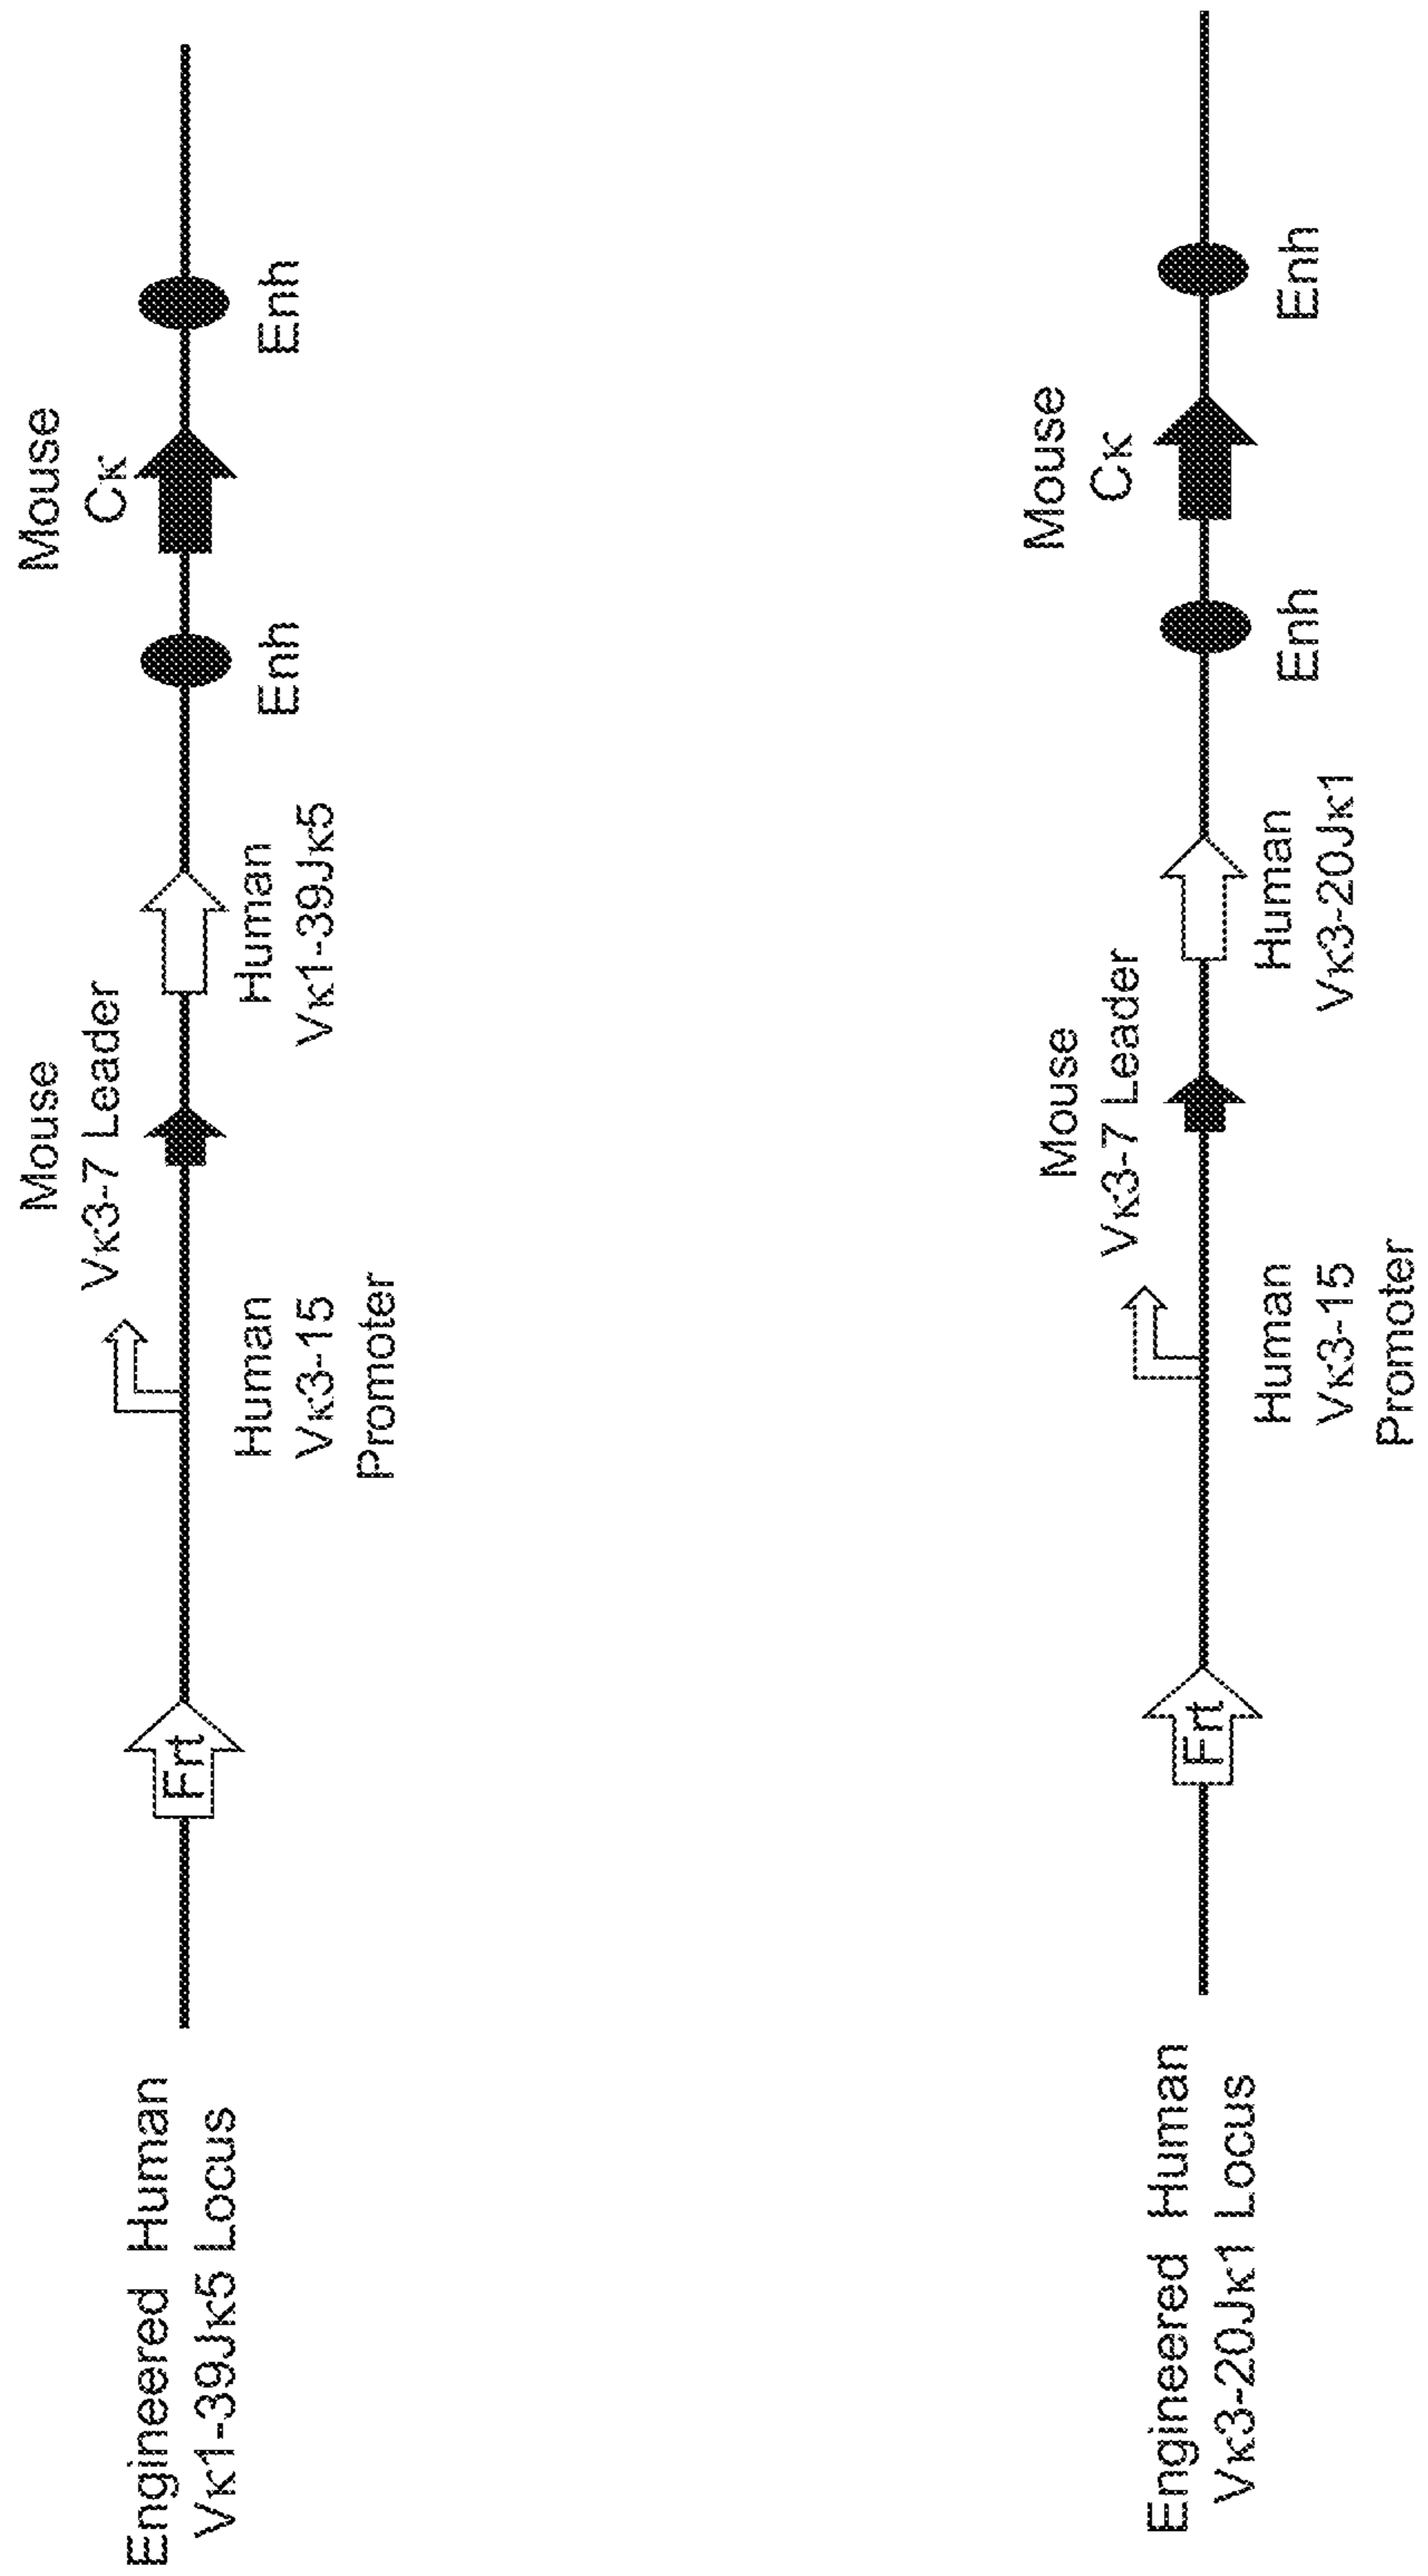 Engineered Human
Vκ1-39Jκ5 Locus
Frt
Human
Vκ3-15
Promoter
Mouse
Vκ3-7 Leader
Human
Vκ1-39Jκ5
Enh
Mouse
Cκ
Enh
Engineered Human
Vκ3-20Jκ1 Locus
Frt
Human
Vκ3-15
Promoter
Mouse
Vκ3-7 Leader
Human
Vκ3-20Jκ1
Enh
Mouse
Cκ
Enh